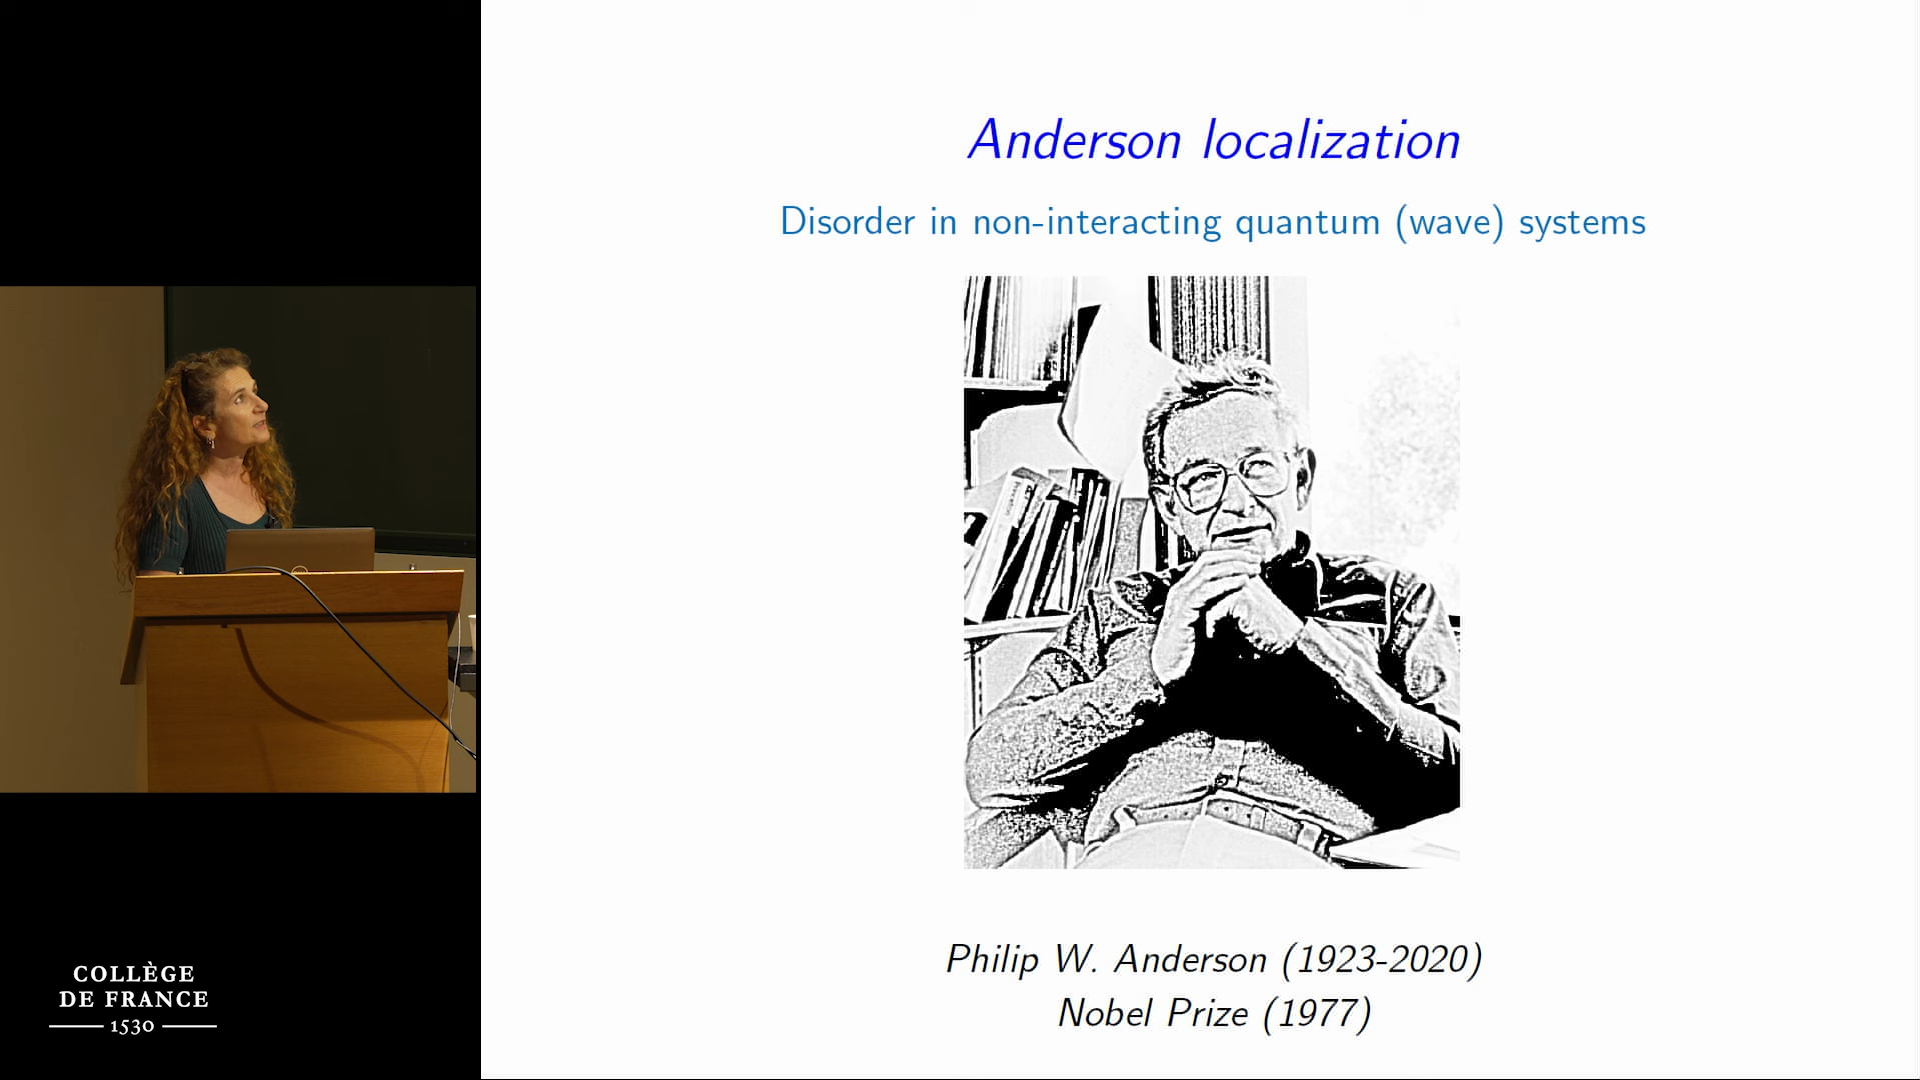 Anderson localization
Disorder in non-interacting quantum (wave) systems
Philip W. Anderson (1923-2020)
Nobel Prize (1977)
COLLÈGE
DE FRANCE
1530